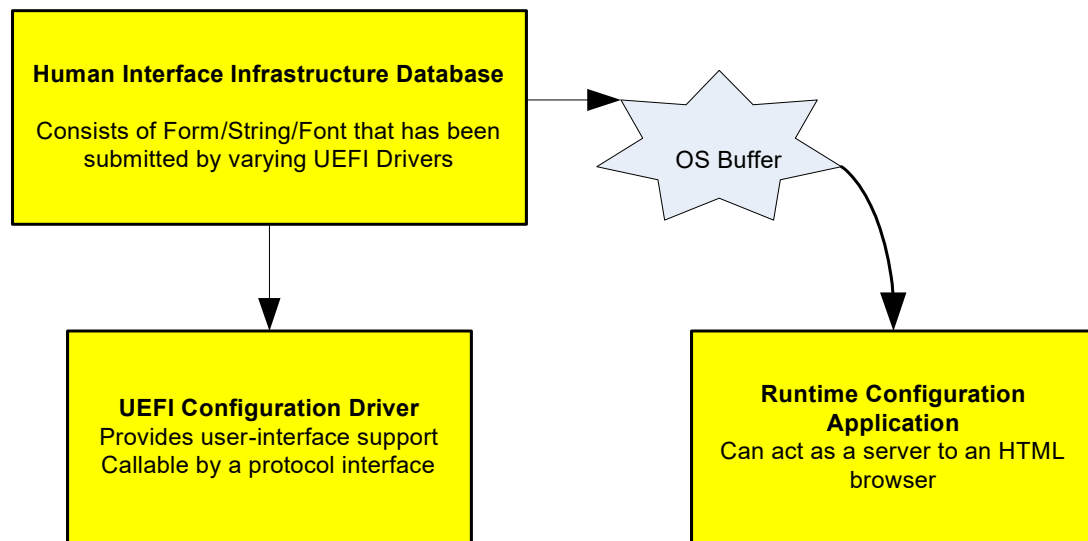 Human Interface Infrastructure Database
Consists of Form/String/Font that has been
submitted by varying UEFI Drivers
OS Buffer
UEFI Configuration Driver
Provides user-interface support
Callable by a protocol interface
Runtime Configuration
Application
Can act as a server to an HTML
browser